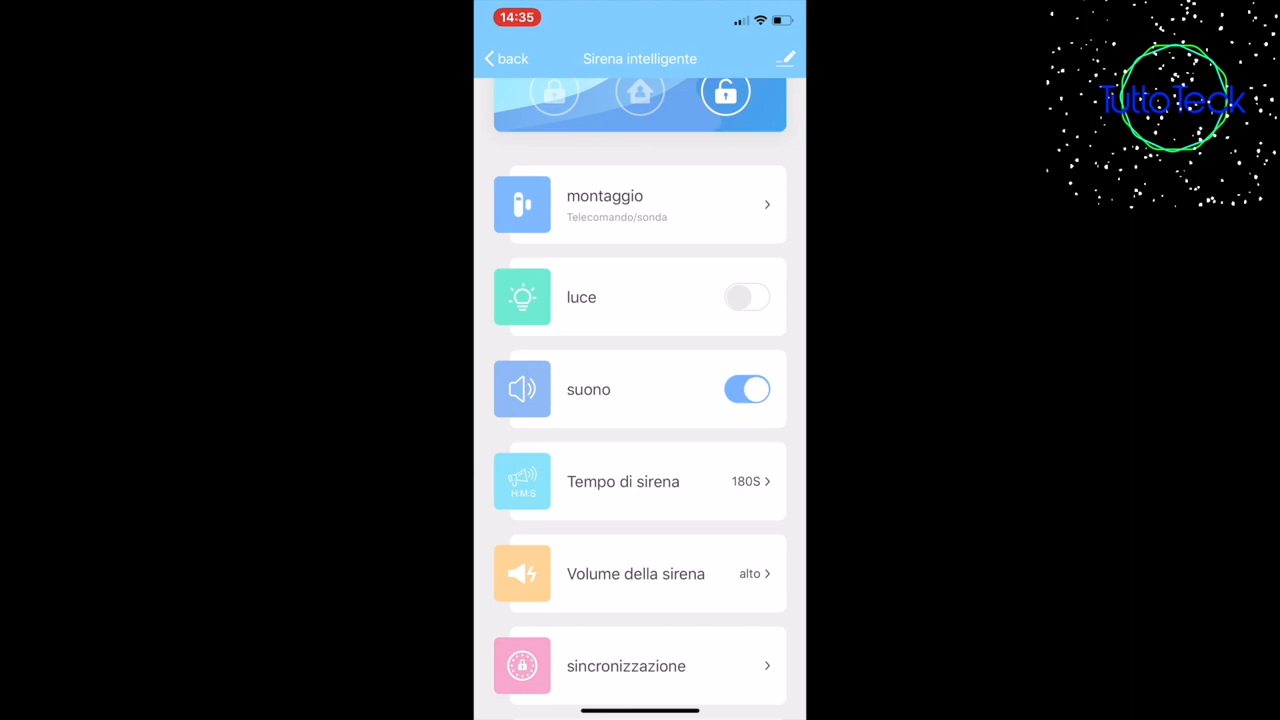 14:35
back
Sirena intelligente
TuttoTeck
montaggio
Telecomando/sonda
luce
suono
H:M:S
Tempo di sirena
180S
Volume della sirena
alto
sincronizzazione